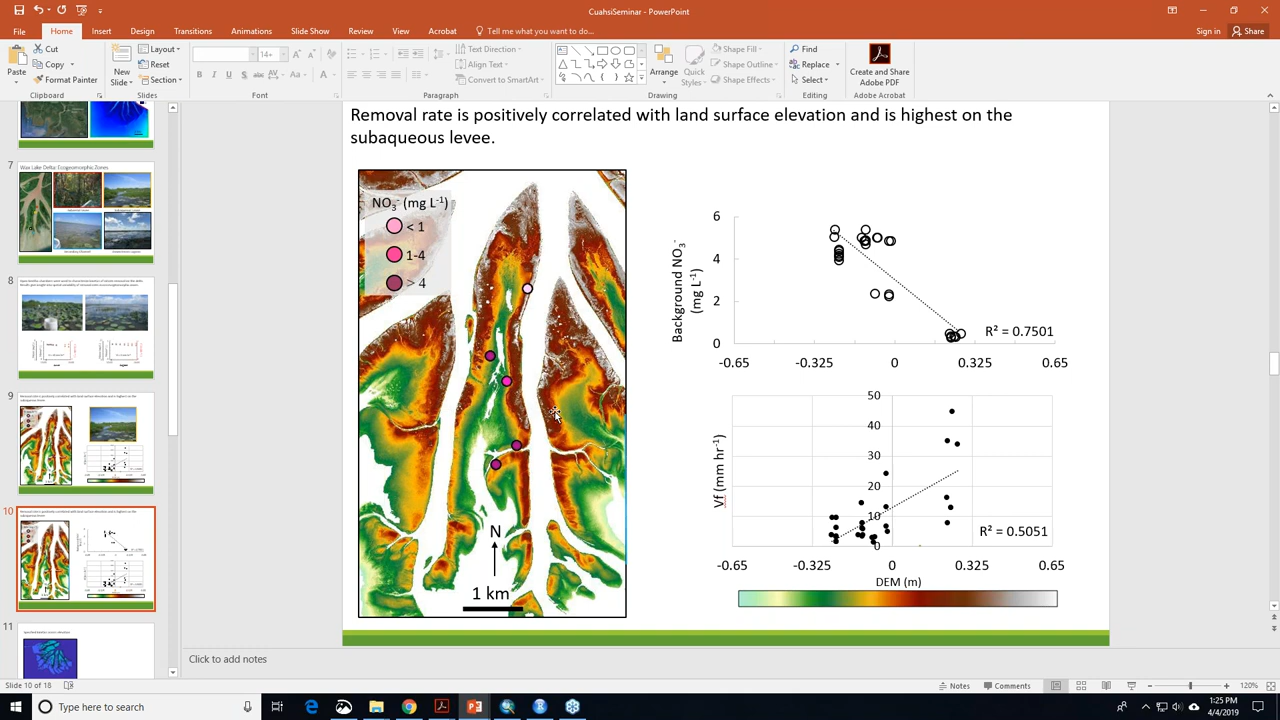 CuahsiSeminar - PowerPoint
File
Home
Insert
Design
Transitions
Animations
Slide Show
Review
View
Acrobat
Tell me what you want to do...
Sign in
Share
Paste
Cut
Copy
Format Painter
Clipboard
New
Slide
Layout
Reset
Section
Slides
14+
B I U S abc AV Aa A
Font
Text Direction
Align Text
Convert to SmartArt
Paragraph
Arrange
Quick
Styles
Shape Fill
Shape Outline
Shape Effects
Drawing
Find
Replace
Select
Editing
Create and Share
Adobe PDF
Adobe Acrobat
7
Wax Lake Delta: Ecogeomorphic Zones
8
9
10
11
Removal rate is positively correlated with land surface elevation and is highest on the
subaqueous levee.
NO3- (mg L-1)
< 1
1-4
> 4
N
1 km
Background NO3-
(mg L-1)
6
4
2
0
R² = 0.7501
-0.65 -0.325 0 0.325 0.65
Vf (mm hr-1)
50
40
30
20
10
0
R² = 0.5051
-0.65 -0.325 0 0.325 0.65
DEM (m)
Click to add notes
Slide 10 of 18
Notes
Comments
120%
Type here to search
1:25 PM
4/4/2019